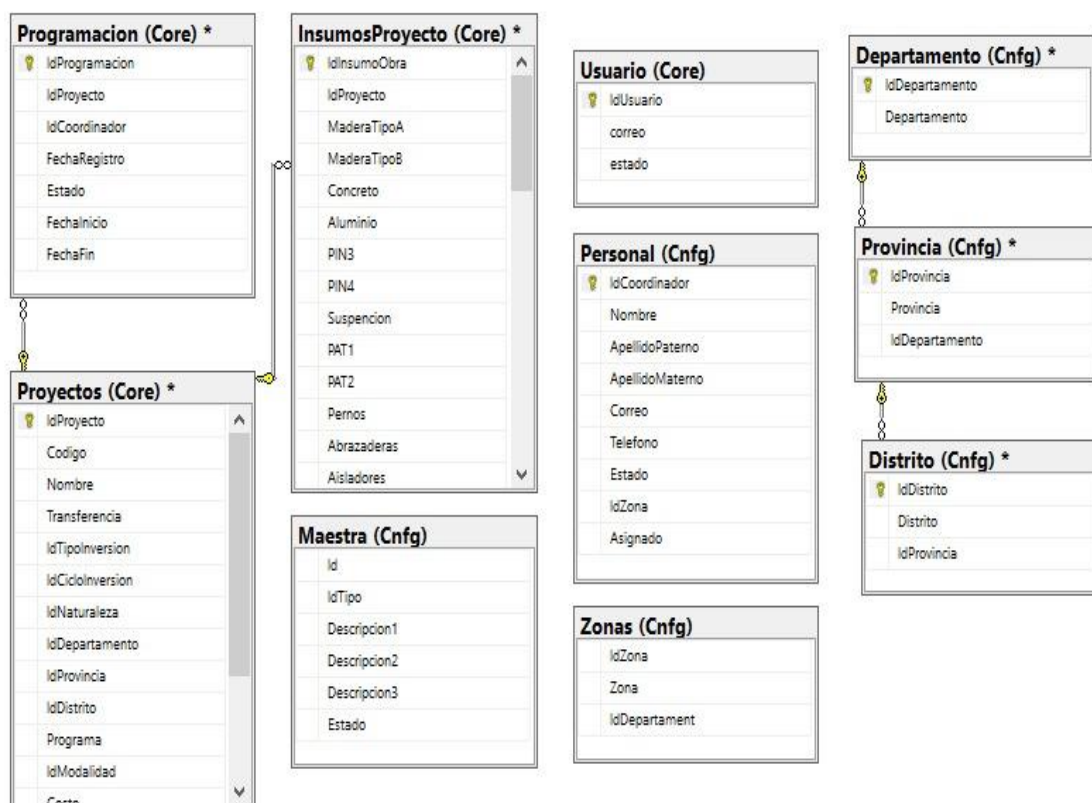 Programacion (Core) *
IdProgramacion
IdProyecto
IdCoordinador
FechaRegistro
Estado
FechaInicio
FechaFin
InsumosProyecto (Core) *
IdInsumoObra
IdProyecto
MaderaTipoA
MaderaTipoB
Concreto
Aluminio
PIN3
PIN4
Suspencion
PAT1
PAT2
Pernos
Abrazaderas
Aisladores
Usuario (Core)
IdUsuario
correo
estado
Departamento (Cnfg) *
IdDepartamento
Departamento
Personal (Cnfg)
IdCoordinador
Nombre
ApellidoPaterno
ApellidoMaterno
Correo
Telefono
Estado
IdZona
Asignado
Provincia (Cnfg) *
IdProvincia
Provincia
IdDepartamento
Proyectos (Core) *
IdProyecto
Codigo
Nombre
Transferencia
IdTipoInversion
IdCicloInversion
IdNaturaleza
IdDepartamento
IdProvincia
IdDistrito
Programa
IdModalidad
Costo
Distrito (Cnfg) *
IdDistrito
Distrito
IdProvincia
Maestra (Cnfg)
Id
IdTipo
Descripcion1
Descripcion2
Descripcion3
Estado
Zonas (Cnfg)
IdZona
Zona
IdDepartament